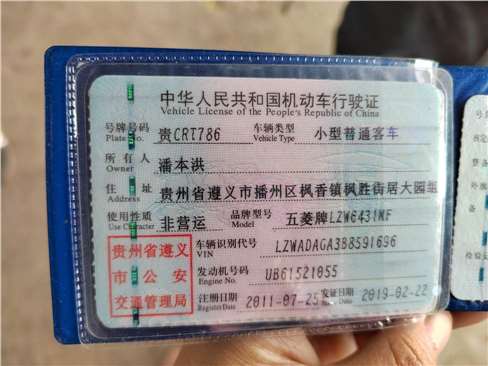 中华人民共和国机动车行驶证
Vehicle License of the People's Republic of China
号牌号码 贵CRT786 车辆类型 小型普通客车
Plate No. Vehicle Type
所有人 潘本洪
Owner
住址 贵州省遵义市播州区枫香镇枫胜街居大园组
Address
使用性质 非营运 品牌型号 五菱牌LZW6431NF
Use Character Model
贵州省遵义 车辆识别代号 LZWADAGA3B8591696
VIN
市公安 发动机号码 UB61521055
Engine No.
交通管理局 注册日期 2011-07-25 发证日期 2019-02-22
Register Date Issue Date